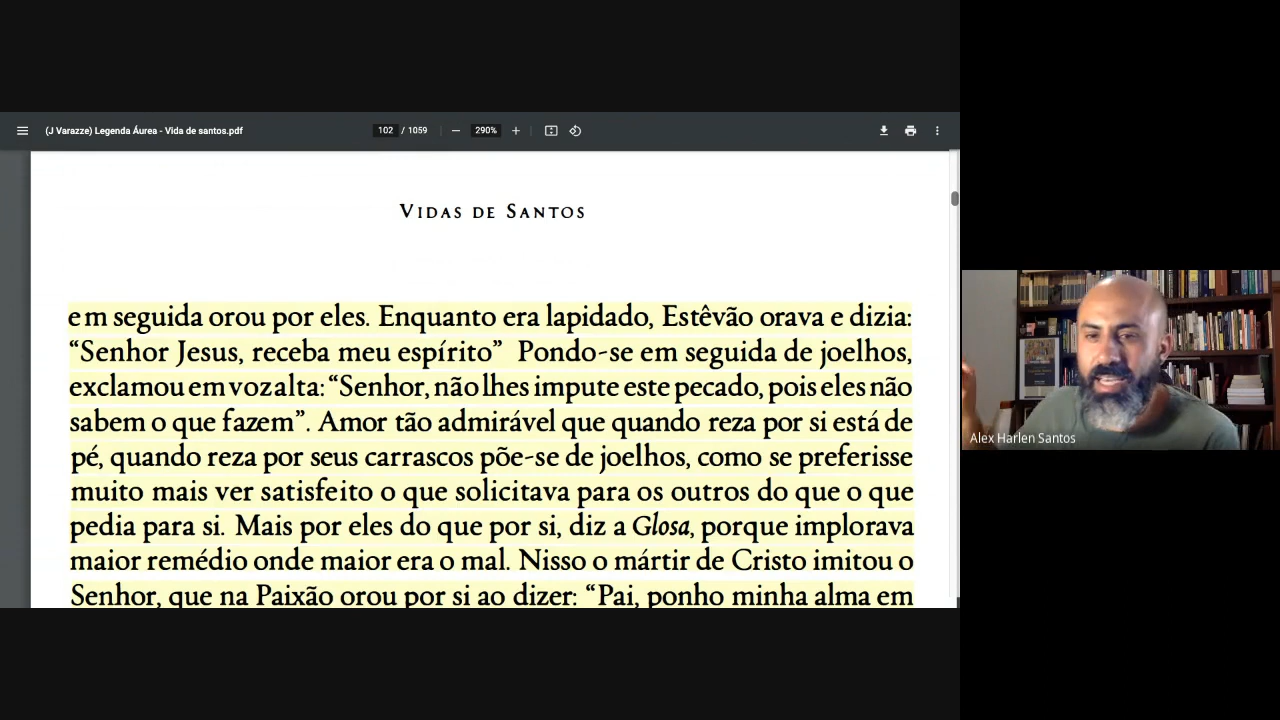 (J Varazze) Legenda Áurea - Vida de santos.pdf
102 / 1059
290%
VIDAS DE SANTOS
em seguida orou por eles. Enquanto era lapidado, Estêvão orava e dizia:
“Senhor Jesus, receba meu espírito” Pondo-se em seguida de joelhos,
exclamou em voz alta: “Senhor, não lhes impute este pecado, pois eles não
sabem o que fazem”. Amor tão admirável que quando reza por si está de
pé, quando reza por seus carrascos põe-se de joelhos, como se preferisse
muito mais ver satisfeito o que solicitava para os outros do que o que
pedia para si. Mais por eles do que por si, diz a Glosa, porque implorava
maior remédio onde maior era o mal. Nisso o mártir de Cristo imitou o
Senhor, que na Paixão orou por si ao dizer: “Pai, ponho minha alma em
Alex Harlen Santos